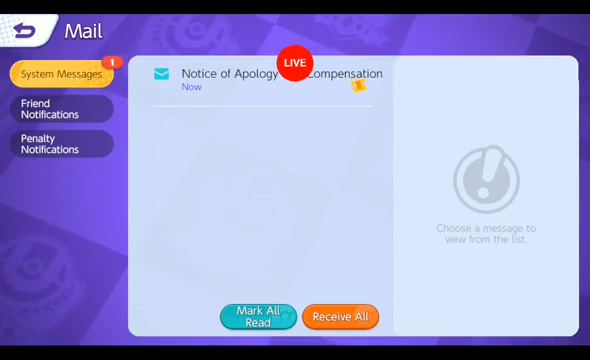 Mail
System Messages
1
Friend
Notifications
Penalty
Notifications
LIVE
Notice of Apology Compensation
Now
Choose a message to
view from the list.
Mark All
Read
Receive All